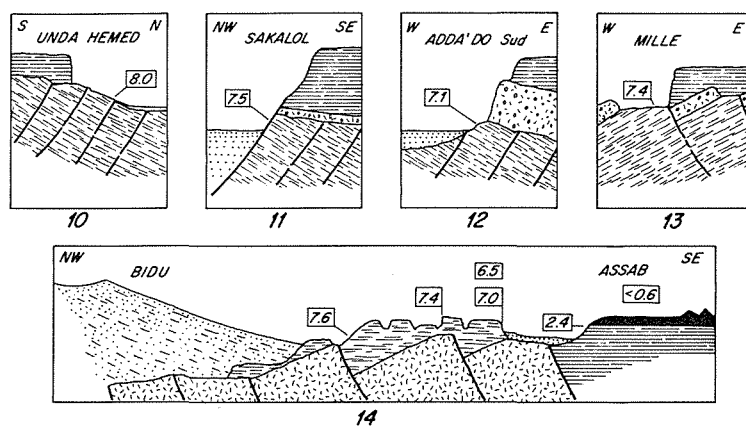 S UNDA HEMED N
8.0
10
NW SAKALOL SE
7.5
11
W ADDA'DO Sud E
7.1
12
W MILLE E
7.4
13
NW BIDU ASSAB SE
6.5
<0.6
7.6 7.4 7.0 2.4
14